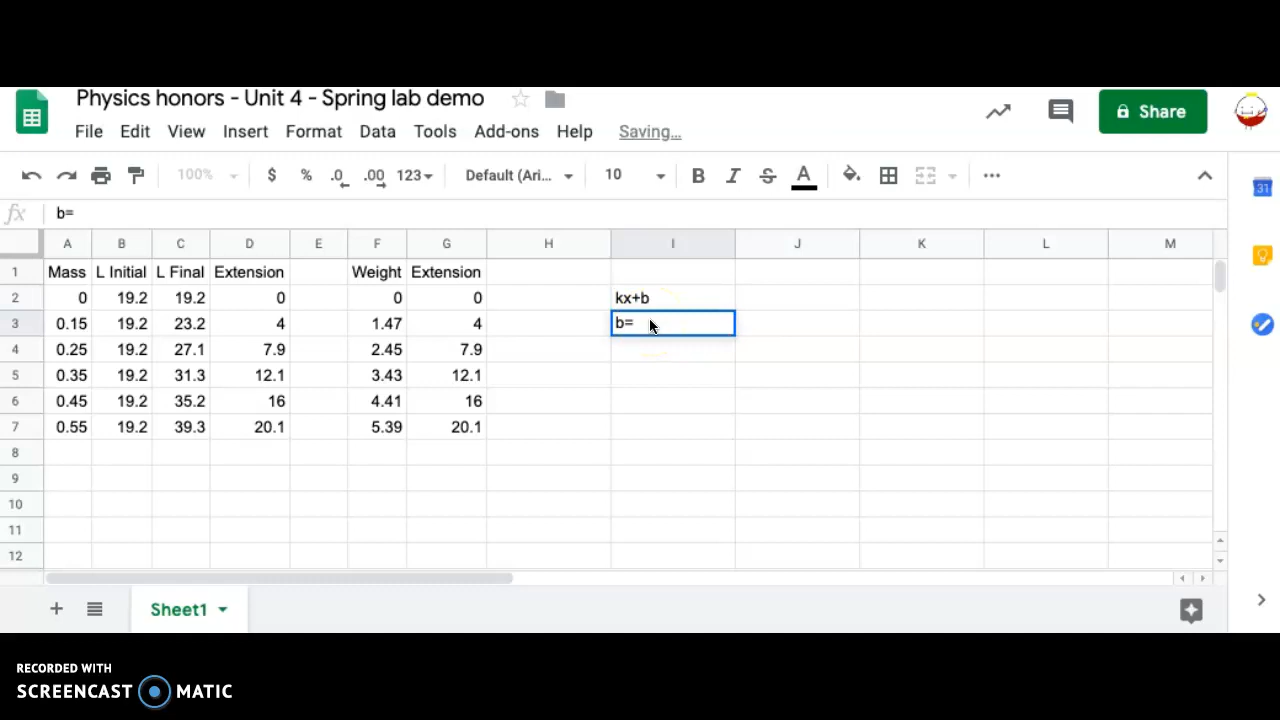 Physics honors - Unit 4 - Spring lab demo
File Edit View Insert Format Data Tools Add-ons Help Saving...
Share
100% $ % .0 .00 123 Default (Ari... 10 B I S A ...
31
fx b=
A B C D E F G H I J K L M
1 Mass L Initial L Final Extension Weight Extension
2 0 19.2 19.2 0 0 0 kx+b
3 0.15 19.2 23.2 4 1.47 4 b=
4 0.25 19.2 27.1 7.9 2.45 7.9
5 0.35 19.2 31.3 12.1 3.43 12.1
6 0.45 19.2 35.2 16 4.41 16
7 0.55 19.2 39.3 20.1 5.39 20.1
8
9
10
11
12
+ Sheet1
RECORDED WITH
SCREENCAST MATIC